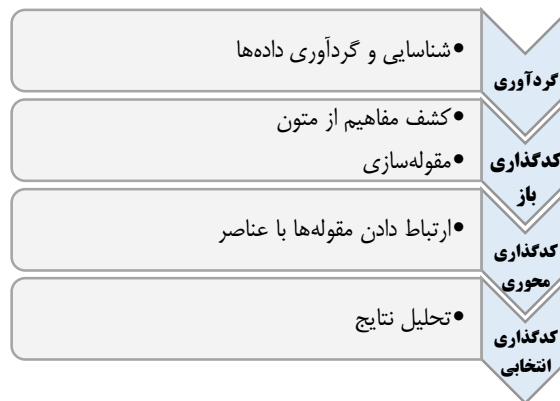 گردآوری
•شناسایی و گردآوری داده‌ها
کدگذاری
باز
•کشف مفاهیم از متون
•مقوله‌سازی
کدگذاری
محوری
•ارتباط دادن مقوله‌ها با عناصر
کدگذاری
انتخابی
•تحلیل نتایج